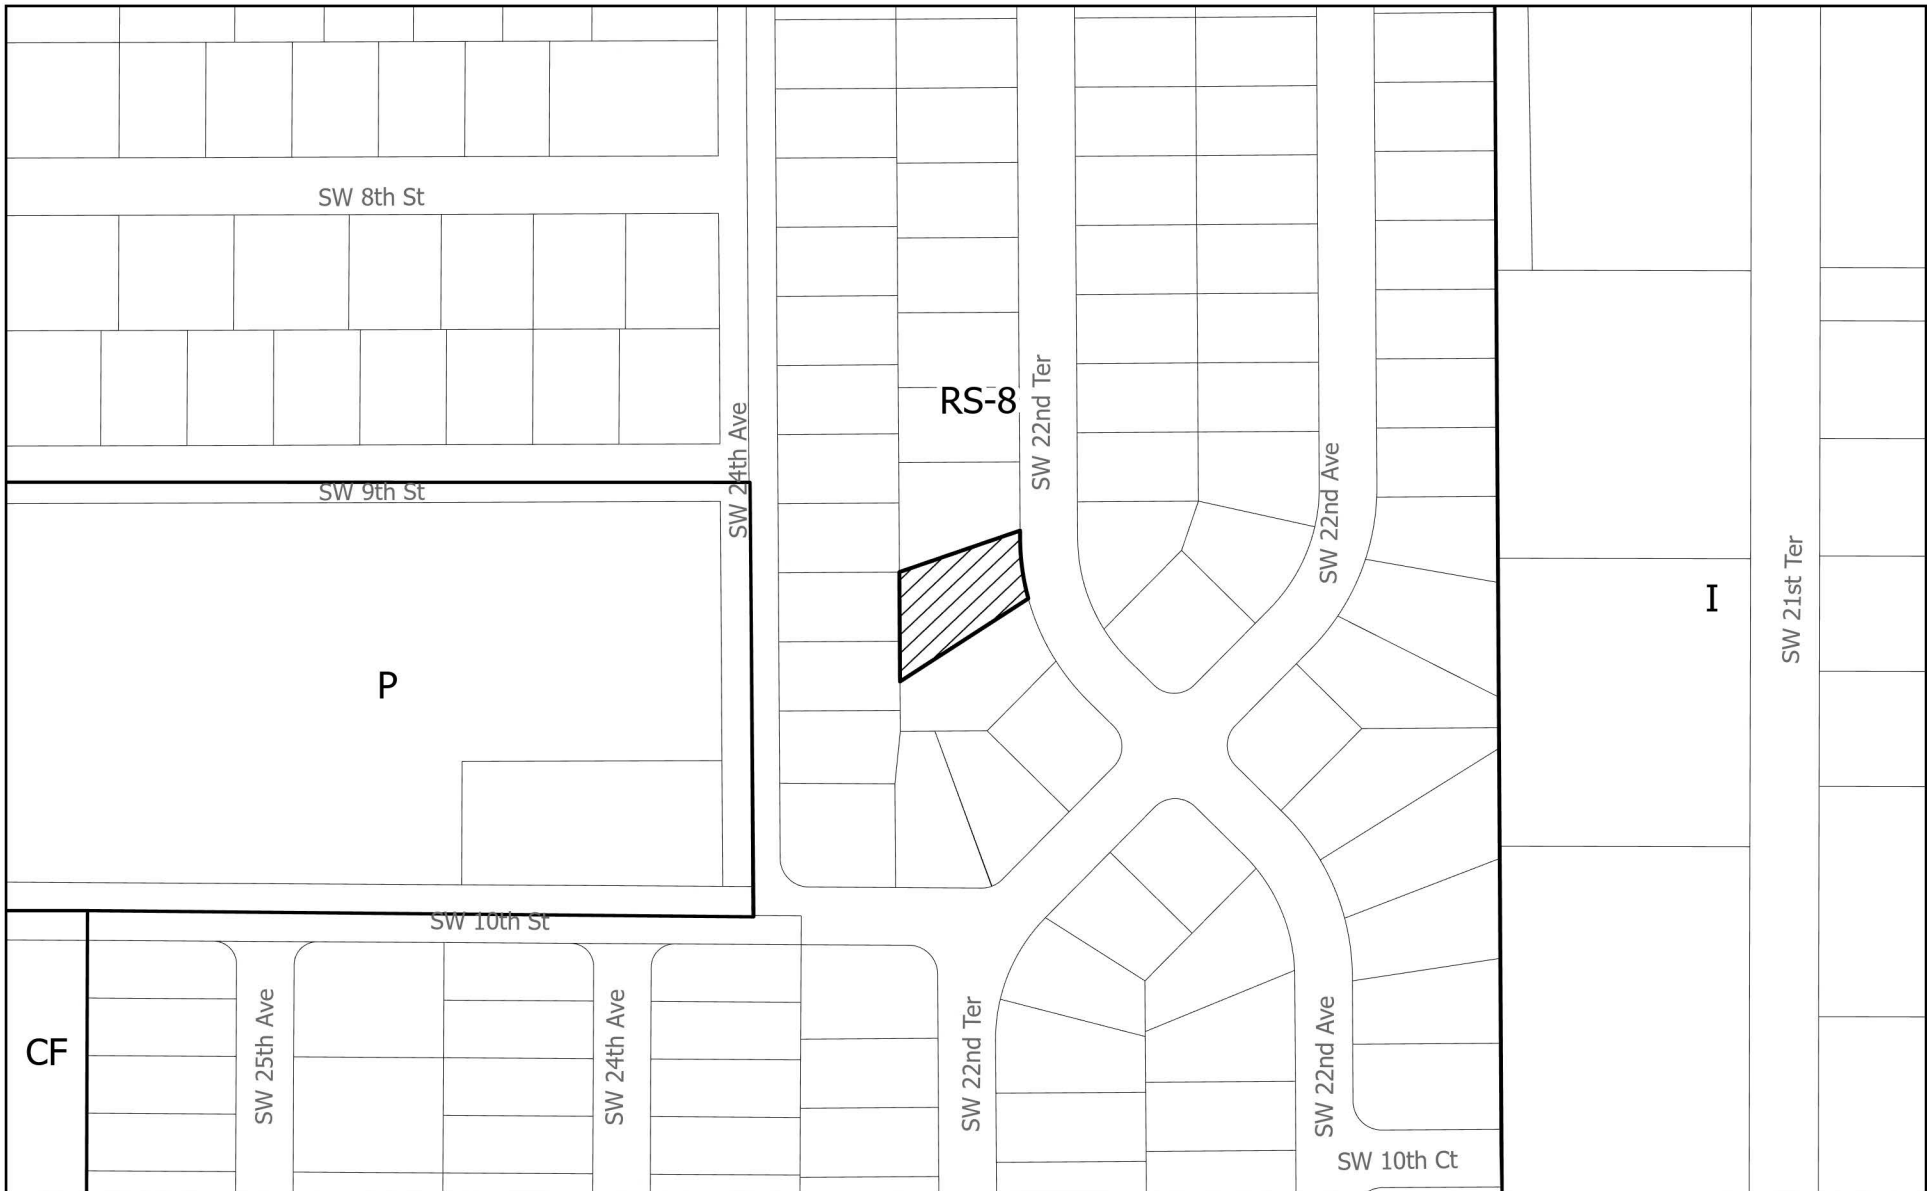 SW 8th St
RS-8
SW 22nd Ter
SW 24th Ave
SW 22nd Ave
SW 9th St
SW 21st Ter
I
P
SW 10th St
CF
SW 25th Ave
SW 24th Ave
SW 22nd Ter
SW 22nd Ave
SW 10th Ct